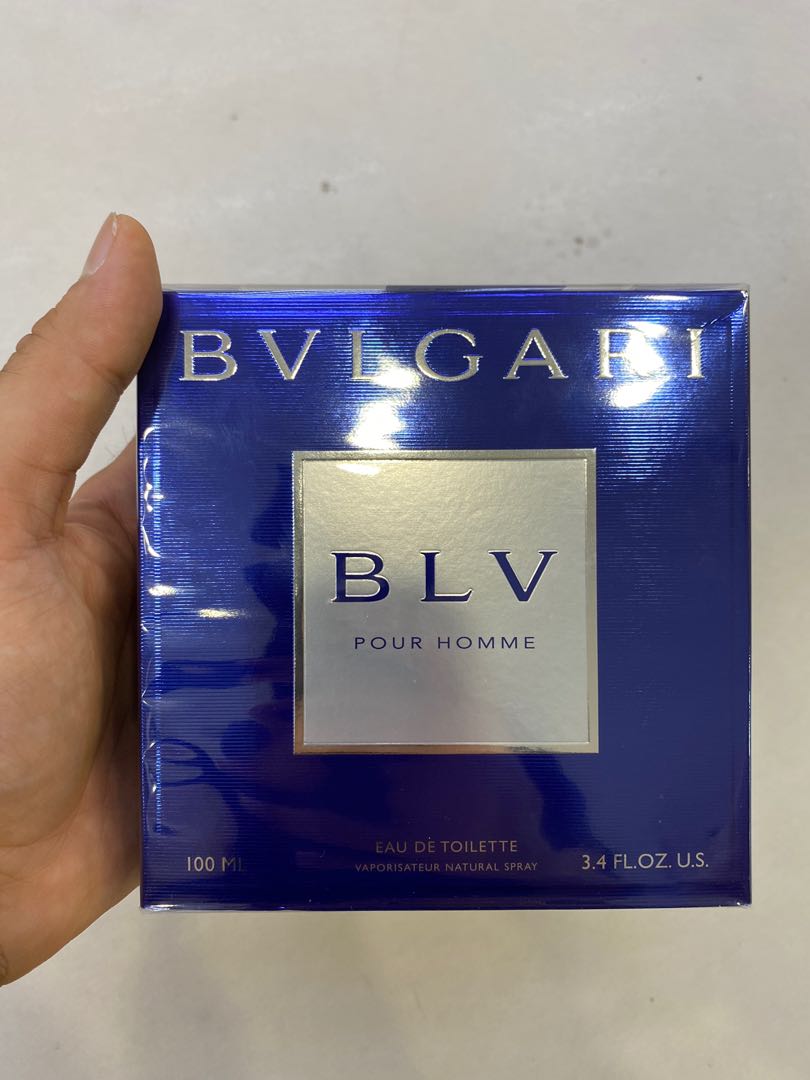 BVLGARI
BLV
POUR HOMME
EAU DE TOILETTE
100 ML
VAPORISATEUR NATURAL SPRAY
3.4 FL.OZ. U.S.